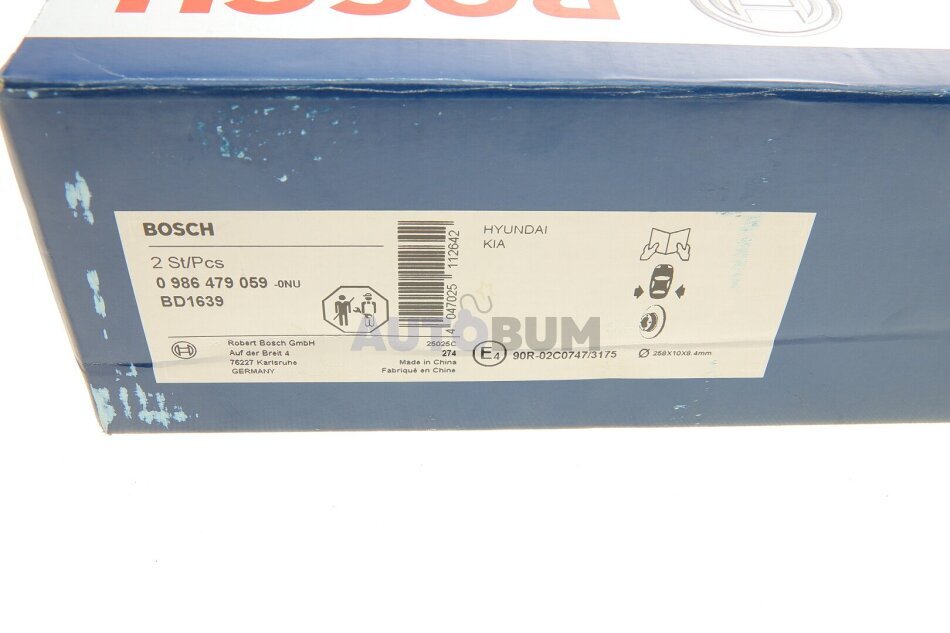 BOSCH
BOSCH
2 St/Pcs
0 986 479 059 -0NU
BD1639
Robert Bosch GmbH
Auf der Breit 4
76227 Karlsruhe
GERMANY
25025C
274
Made in China
Fabriqué en Chine
4 047025 112642
HYUNDAI
KIA
E4 90R-02C0747/3175
Ø 258X10X8.4mm
AUTOBUM